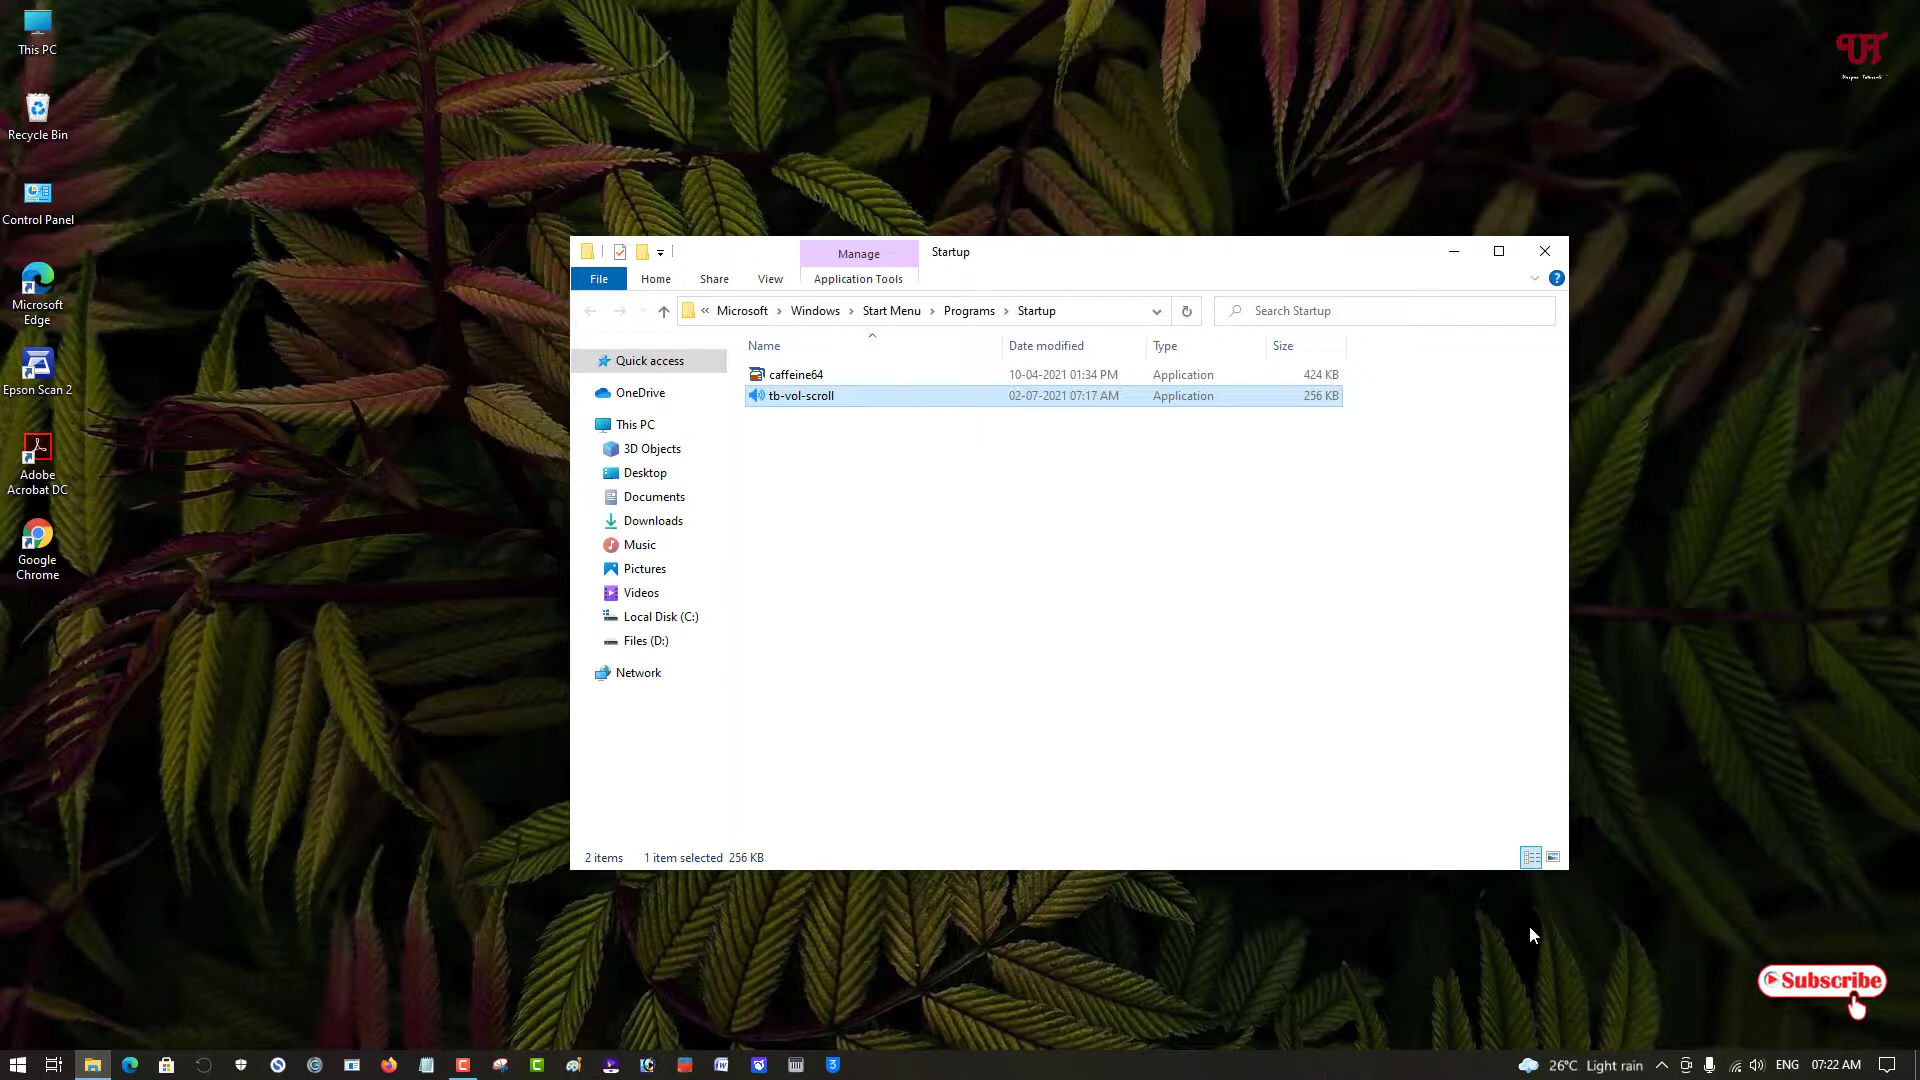 This PC
Recycle Bin
Control Panel
Microsoft
Edge
Epson Scan 2
Adobe
Acrobat DC
Google
Chrome
Manage
Startup
File
Home
Share
View
Application Tools
« Microsoft › Windows › Start Menu › Programs › Startup
Search Startup
Name
Date modified
Type
Size
caffeine64
10-04-2021 01:34 PM
Application
424 KB
tb-vol-scroll
02-07-2021 07:17 AM
Application
256 KB
Quick access
OneDrive
This PC
3D Objects
Desktop
Documents
Downloads
Music
Pictures
Videos
Local Disk (C:)
Files (D:)
Network
2 items
1 item selected 256 KB
Subscribe
26°C Light rain
ENG
07:22 AM